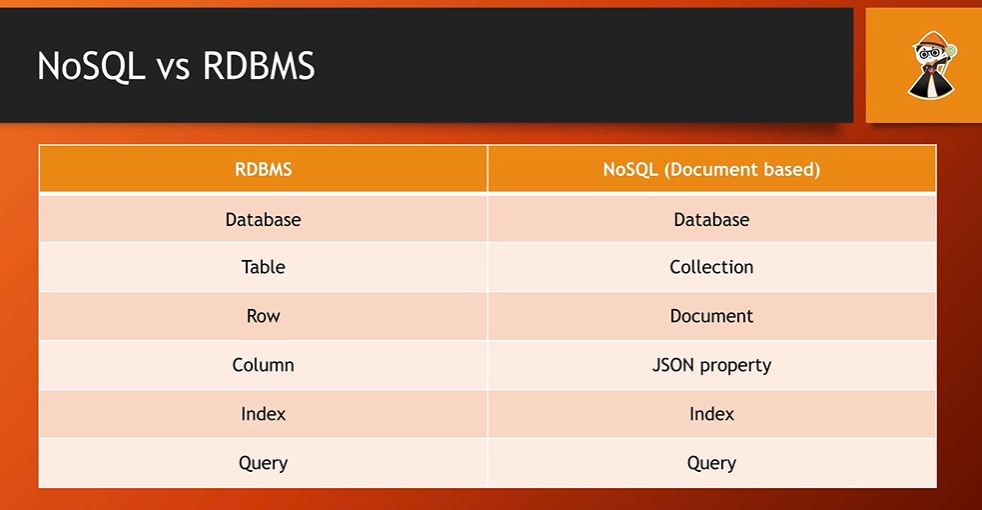 NoSQL vs RDBMS
RDBMS NoSQL (Document based)
Database Database
Table Collection
Row Document
Column JSON property
Index Index
Query Query